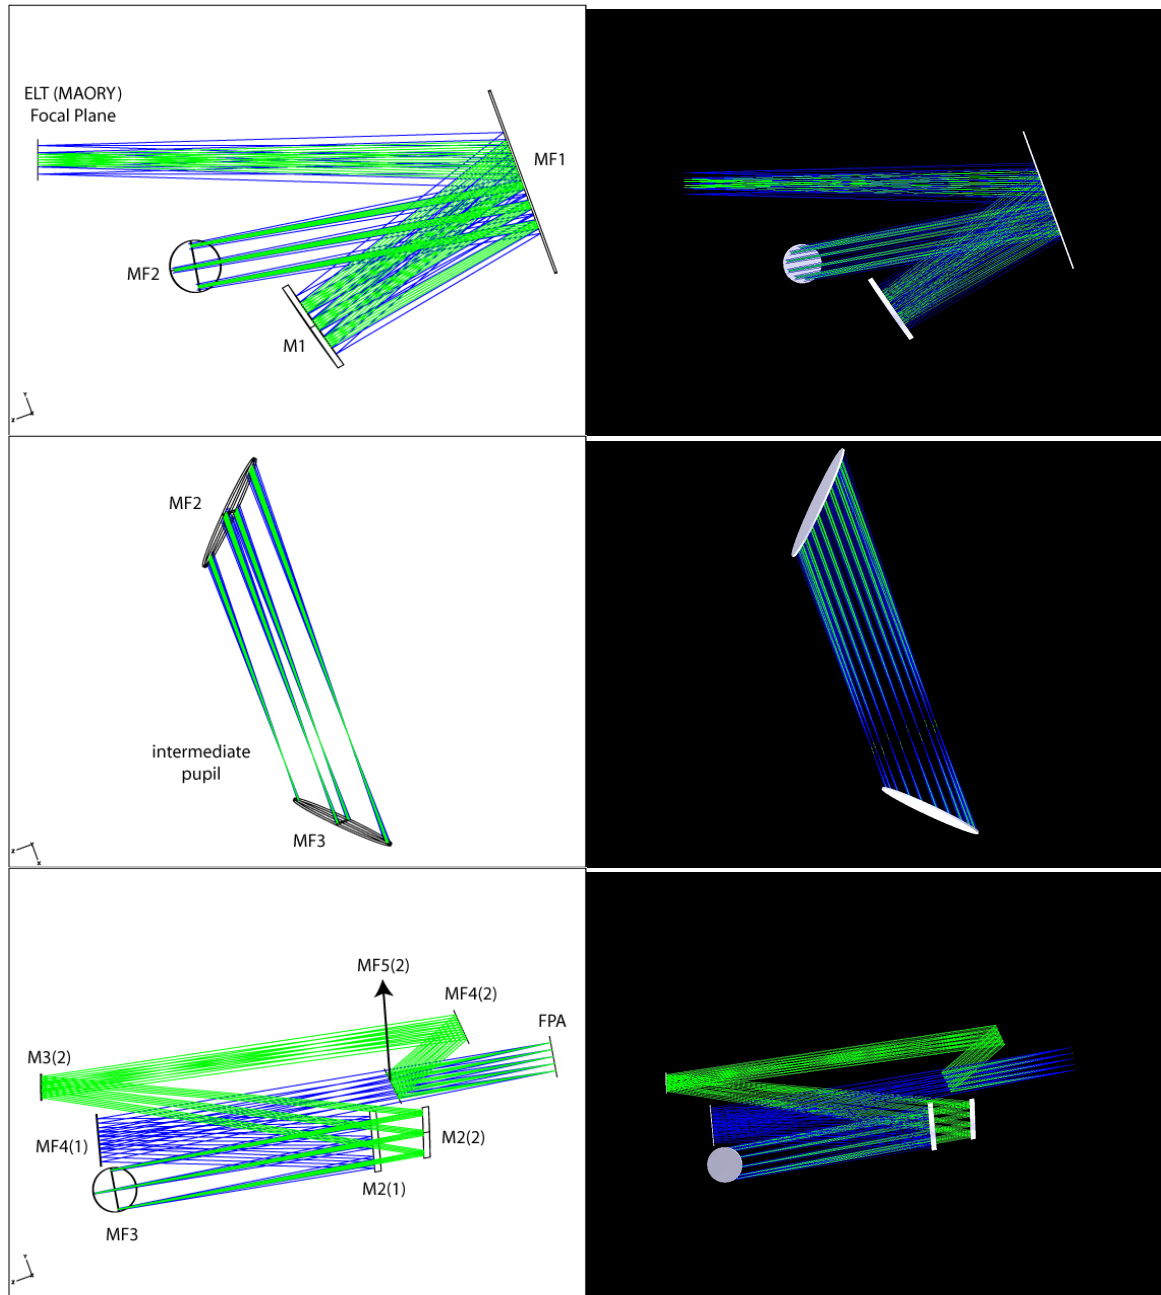 ELT (MAORY)
Focal Plane
MF1
MF2
M1
MF2
intermediate
pupil
MF3
MF5(2)
MF4(2)
FPA
M3(2)
MF4(1)
M2(2)
M2(1)
MF3